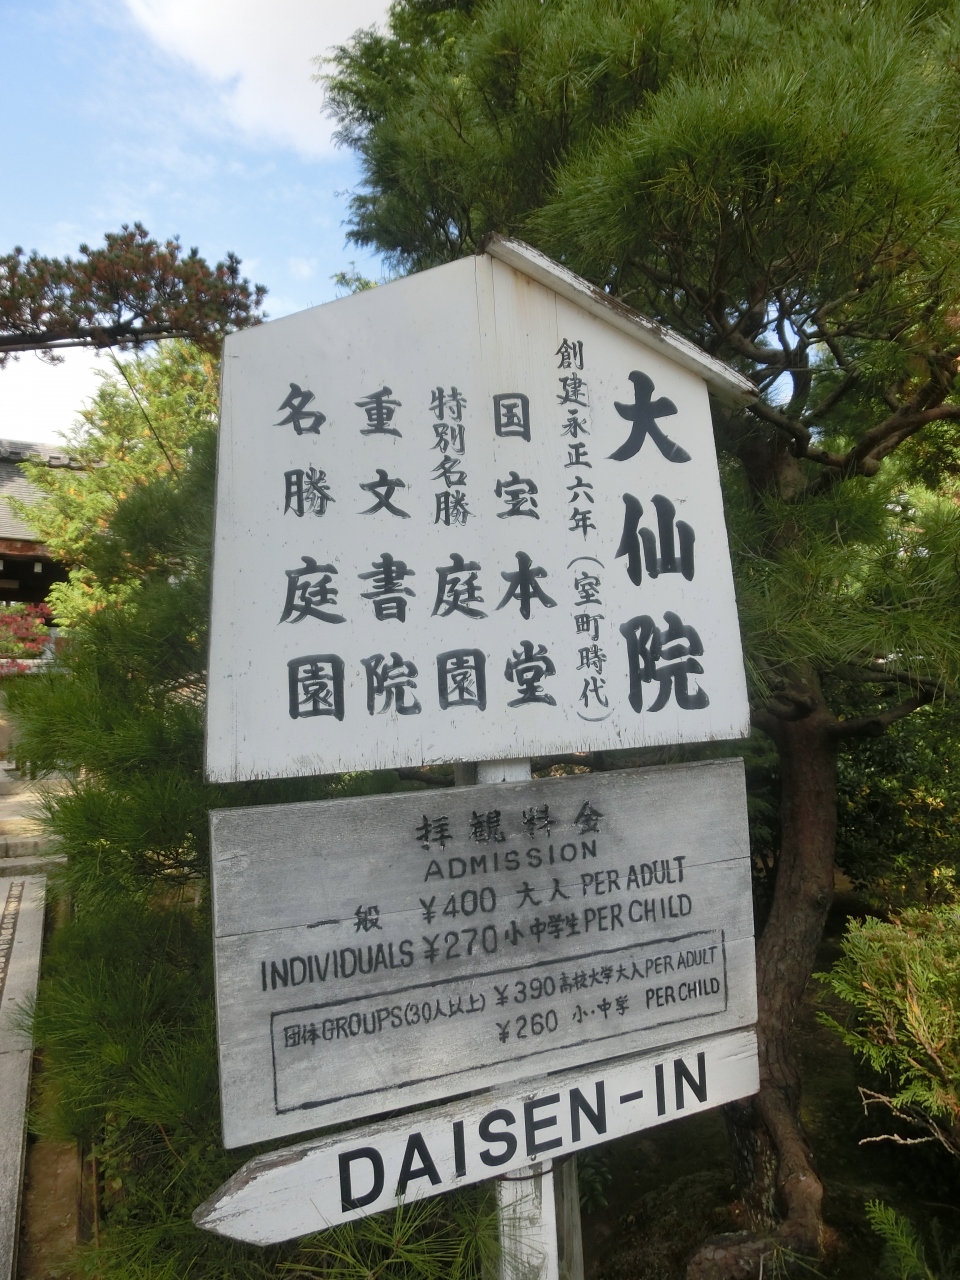 大仙院
創建永正六年(室町時代)
国宝本堂
特別名勝庭園
重文書院
名勝庭園
拝観料金
ADMISSION
一般 ¥400 大人 PER ADULT
INDIVIDUALS ¥270 小中学生 PER CHILD
団体GROUPS(30人以上) ¥390 高校大学大人 PER ADULT
¥260 小・中学 PER CHILD
DAISEN-IN